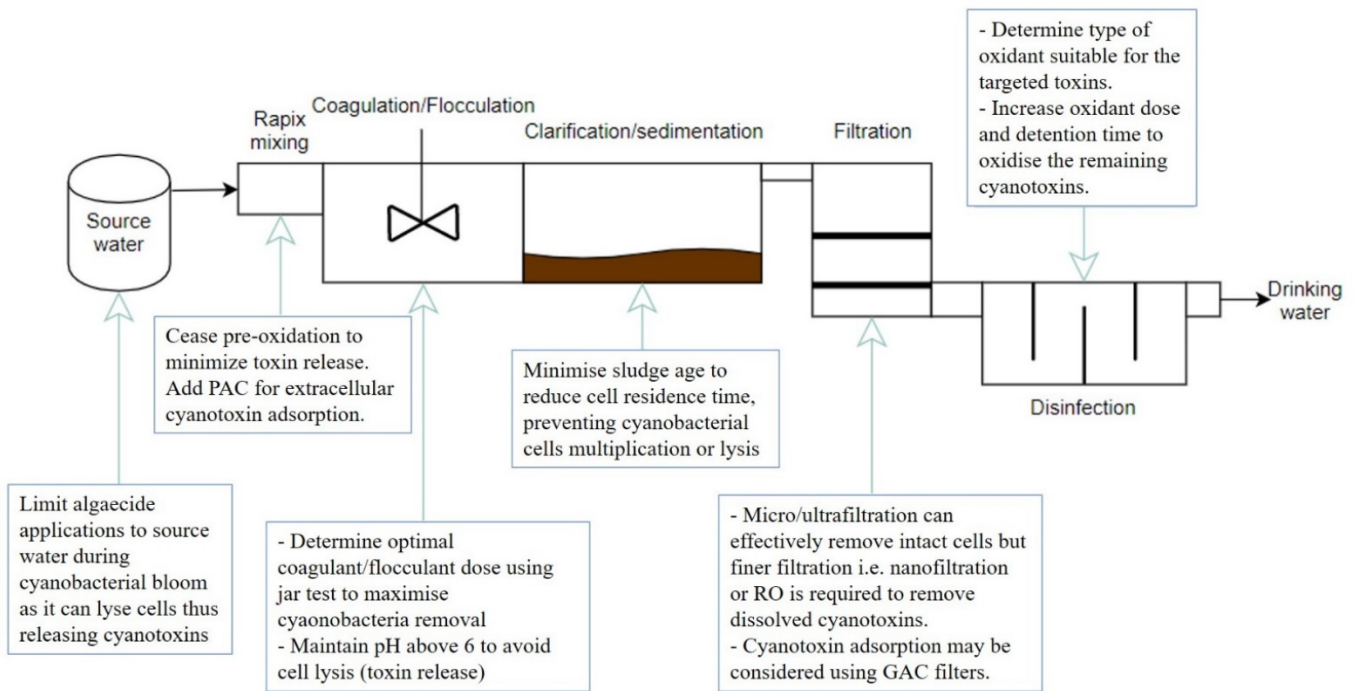 Source
water
Rapix
mixing
Coagulation/Flocculation
Clarification/sedimentation
Filtration
Disinfection
Drinking
water
Limit algaecide
applications to source
water during
cyanobacterial bloom
as it can lyse cells thus
releasing cyanotoxins
Cease pre-oxidation to
minimize toxin release.
Add PAC for extracellular
cyanotoxin adsorption.
- Determine optimal
coagulant/flocculant dose using
jar test to maximise
cyaonobacteria removal
- Maintain pH above 6 to avoid
cell lysis (toxin release)
Minimise sludge age to
reduce cell residence time,
preventing cyanobacterial
cells multiplication or lysis
- Micro/ultrafiltration can
effectively remove intact cells but
finer filtration i.e. nanofiltration
or RO is required to remove
dissolved cyanotoxins.
- Cyanotoxin adsorption may be
considered using GAC filters.
- Determine type of
oxidant suitable for the
targeted toxins.
- Increase oxidant dose
and detention time to
oxidise the remaining
cyanotoxins.